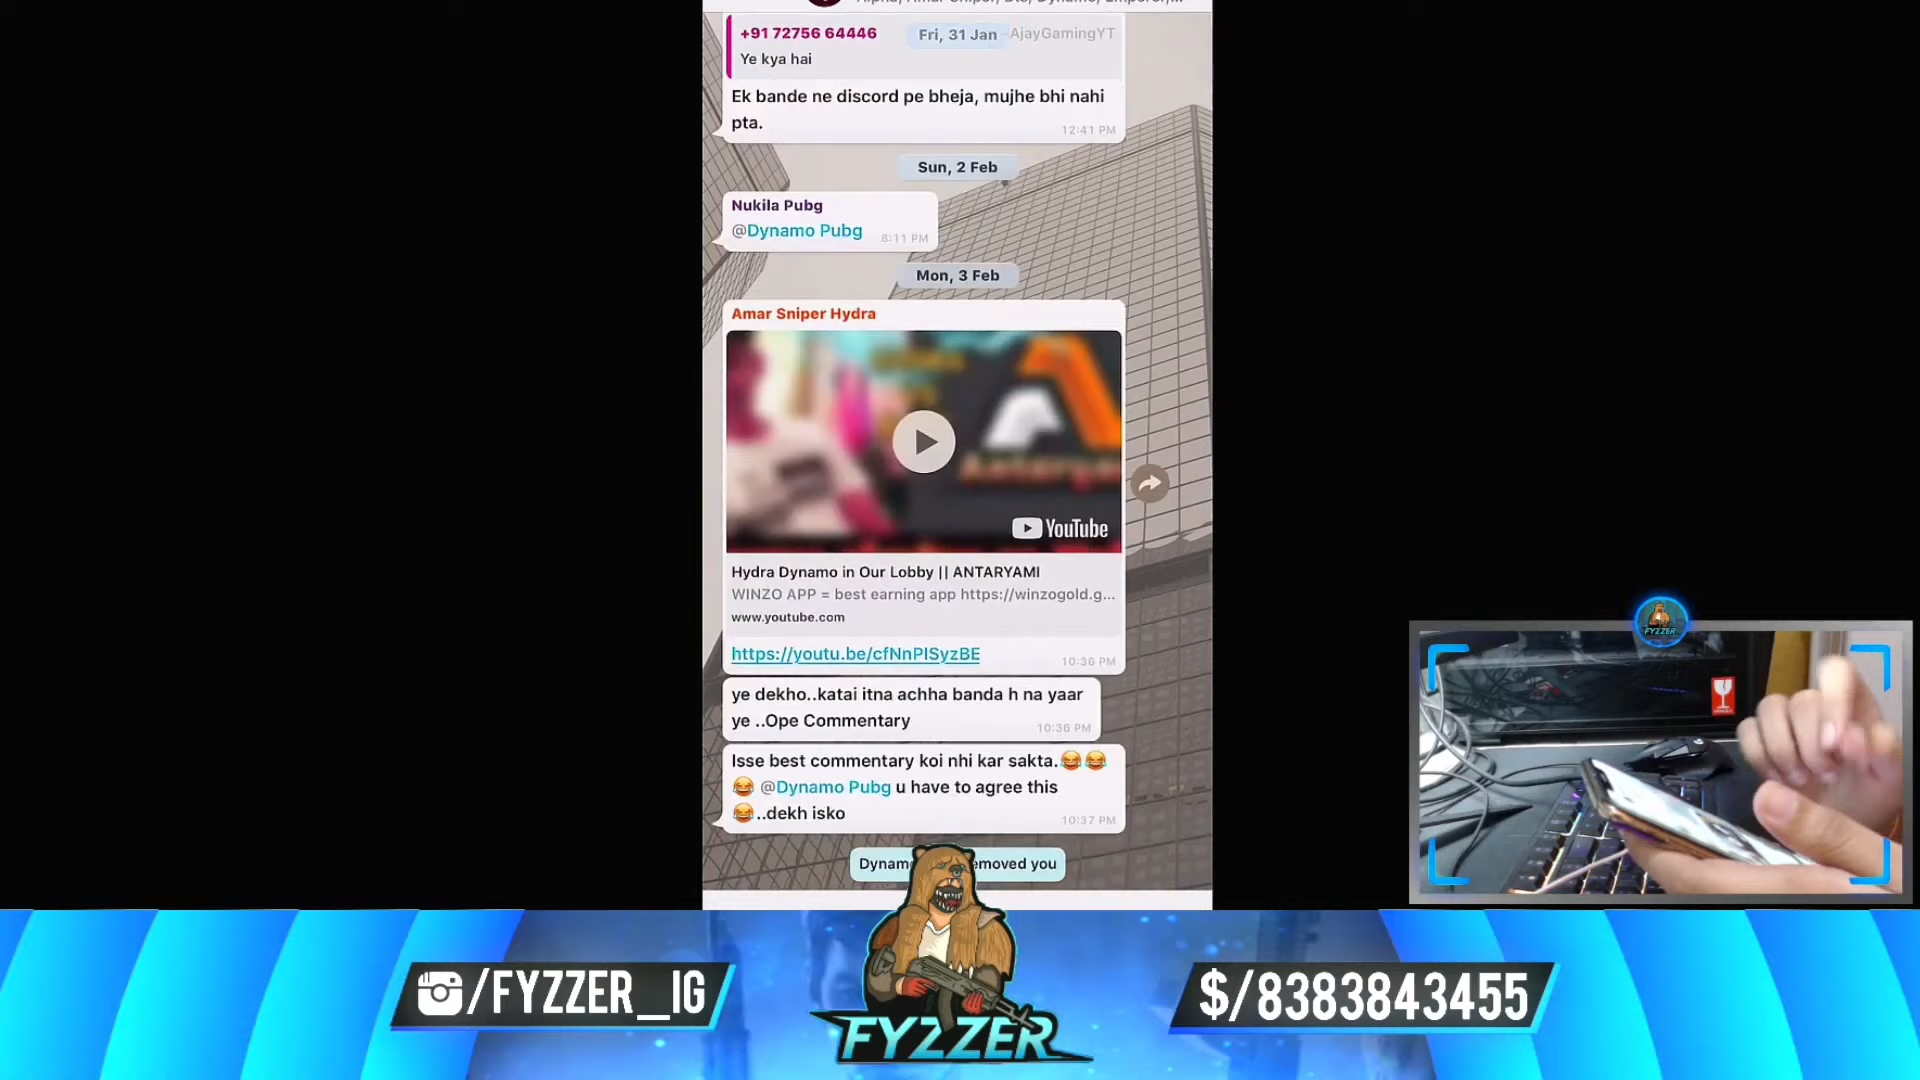 +91 72756 64446
Fri, 31 Jan
AjayGamingYT
Ye kya hai
Ek bande ne discord pe bheja, mujhe bhi nahi
pta.
12:41 PM
Sun, 2 Feb
Nukila Pubg
@Dynamo Pubg
8:11 PM
Mon, 3 Feb
Amar Sniper Hydra
YouTube
Hydra Dynamo in Our Lobby || ANTARYAMI
WINZO APP = best earning app https://winzogold.g...
www.youtube.com
https://youtu.be/cfNnPISyzBE
10:36 PM
ye dekho..katai itna achha banda h na yaar
ye ..Ope Commentary
10:36 PM
Isse best commentary koi nhi kar sakta.😂😂
😂 @Dynamo Pubg u have to agree this
😂..dekh isko
10:37 PM
removed you
FYZZER
/FYZZER_IG
FYZZER
$/8383843455